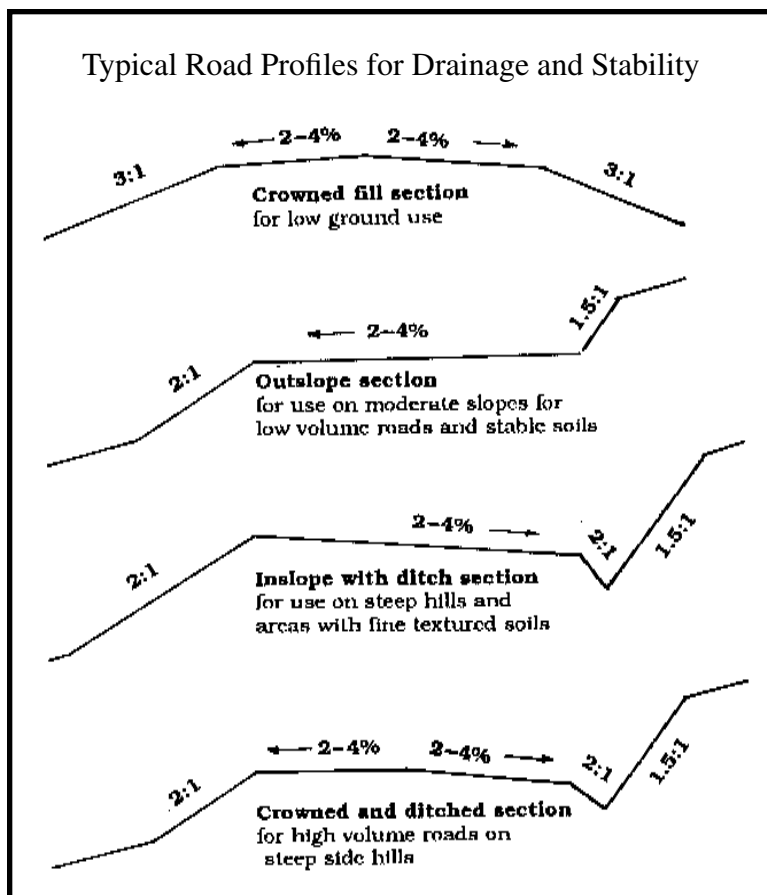 Typical Road Profiles for Drainage and Stability
2–4% 2–4%
3:1 3:1
Crowned fill section
for low ground use
1.5:1
2–4%
2:1
Outslope section
for use on moderate slopes for
low volume roads and stable soils
2–4%
2:1 2:1 1.5:1
Inslope with ditch section
for use on steep hills and
areas with fine textured soils
2–4% 2–4%
2:1 2:1 1.5:1
Crowned and ditched section
for high volume roads on
steep side hills